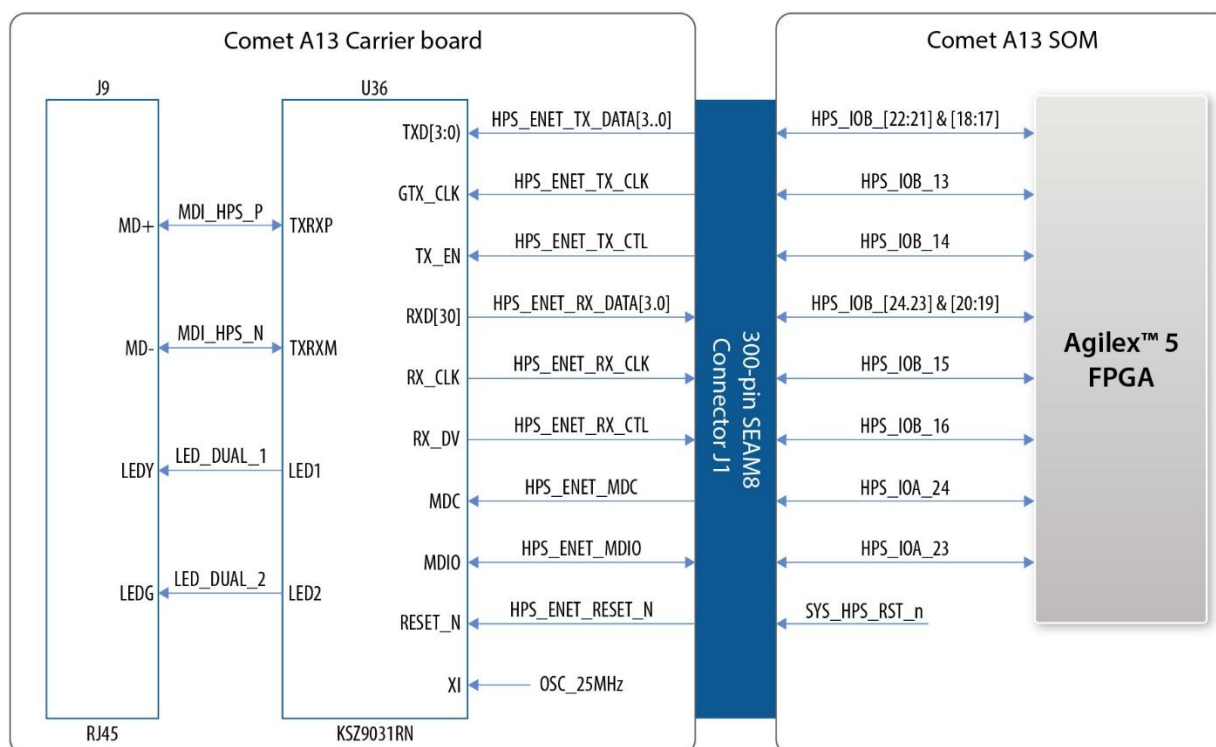 Comet A13 Carrier board
Comet A13 SOM
J9
U36
TXD[3:0)
HPS_ENET_TX_DATA[3..0]
HPS_IOB_[22:21] & [18:17]
GTX_CLK
HPS_ENET_TX_CLK
HPS_IOB_13
MD+
MDI_HPS_P
TXRXP
TX_EN
HPS_ENET_TX_CTL
HPS_IOB_14
RXD[30]
HPS_ENET_RX_DATA[3.0]
HPS_IOB_[24.23] & [20:19]
MD-
MDI_HPS_N
TXRXM
RX_CLK
HPS_ENET_RX_CLK
HPS_IOB_15
300-pin SEAM8
Connector J1
Agilex™ 5
FPGA
RX_DV
HPS_ENET_RX_CTL
HPS_IOB_16
LEDY
LED_DUAL_1
LED1
MDC
HPS_ENET_MDC
HPS_IOA_24
MDIO
HPS_ENET_MDIO
HPS_IOA_23
LEDG
LED_DUAL_2
LED2
RESET_N
HPS_ENET_RESET_N
SYS_HPS_RST_n
XI
OSC_25MHz
RJ45
KSZ9031RN